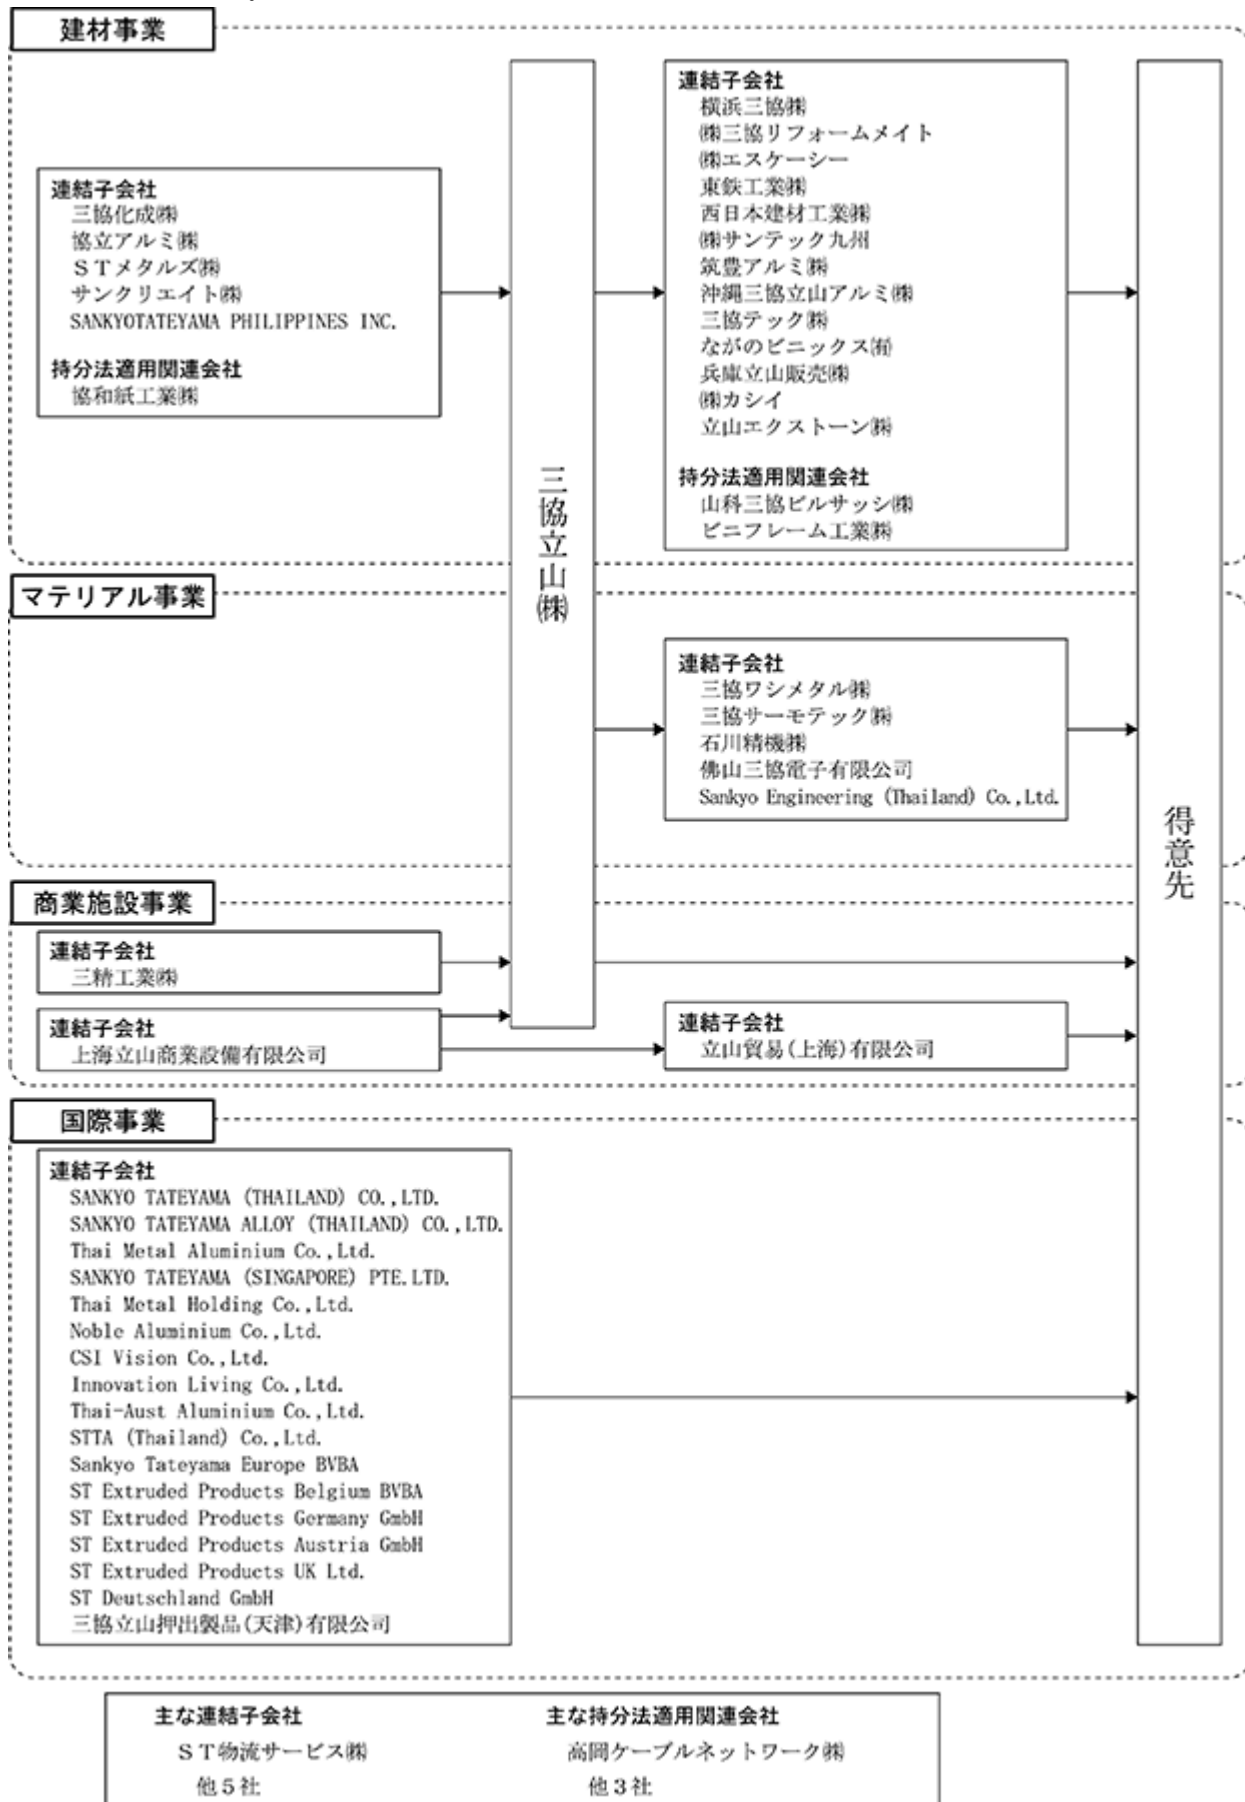 建材事業
連結子会社
三協化成㈱
協立アルミ㈱
ＳＴメタルズ㈱
サンクリエイト㈱
SANKYOTATEYAMA PHILIPPINES INC.
持分法適用関連会社
協和紙工業㈱
三協立山㈱
連結子会社
横浜三協㈱
㈱三協リフォームメイト
㈱エスケーシー
東鉄工業㈱
西日本建材工業㈱
㈱サンテック九州
筑豊アルミ㈱
沖縄三協立山アルミ㈱
三協テック㈱
ながのビニックス㈲
兵庫立山販売㈱
㈱カシイ
立山エクストーン㈱
持分法適用関連会社
山科三協ビルサッシ㈱
ビニフレーム工業㈱
得意先
マテリアル事業
連結子会社
三協ワシメタル㈱
三協サーモテック㈱
石川精機㈱
佛山三協電子有限公司
Sankyo Engineering (Thailand) Co.,Ltd.
商業施設事業
連結子会社
三精工業㈱
連結子会社
上海立山商業設備有限公司
連結子会社
立山貿易(上海)有限公司
国際事業
連結子会社
SANKYO TATEYAMA (THAILAND) CO.,LTD.
SANKYO TATEYAMA ALLOY (THAILAND) CO.,LTD.
Thai Metal Aluminium Co.,Ltd.
SANKYO TATEYAMA (SINGAPORE) PTE.LTD.
Thai Metal Holding Co.,Ltd.
Noble Aluminium Co.,Ltd.
CSI Vision Co.,Ltd.
Innovation Living Co.,Ltd.
Thai-Aust Aluminium Co.,Ltd.
STTA (Thailand) Co.,Ltd.
Sankyo Tateyama Europe BVBA
ST Extruded Products Belgium BVBA
ST Extruded Products Germany GmbH
ST Extruded Products Austria GmbH
ST Extruded Products UK Ltd.
ST Deutschland GmbH
三協立山押出製品(天津)有限公司
主な連結子会社
ＳＴ物流サービス㈱
他５社
主な持分法適用関連会社
高岡ケーブルネットワーク㈱
他３社